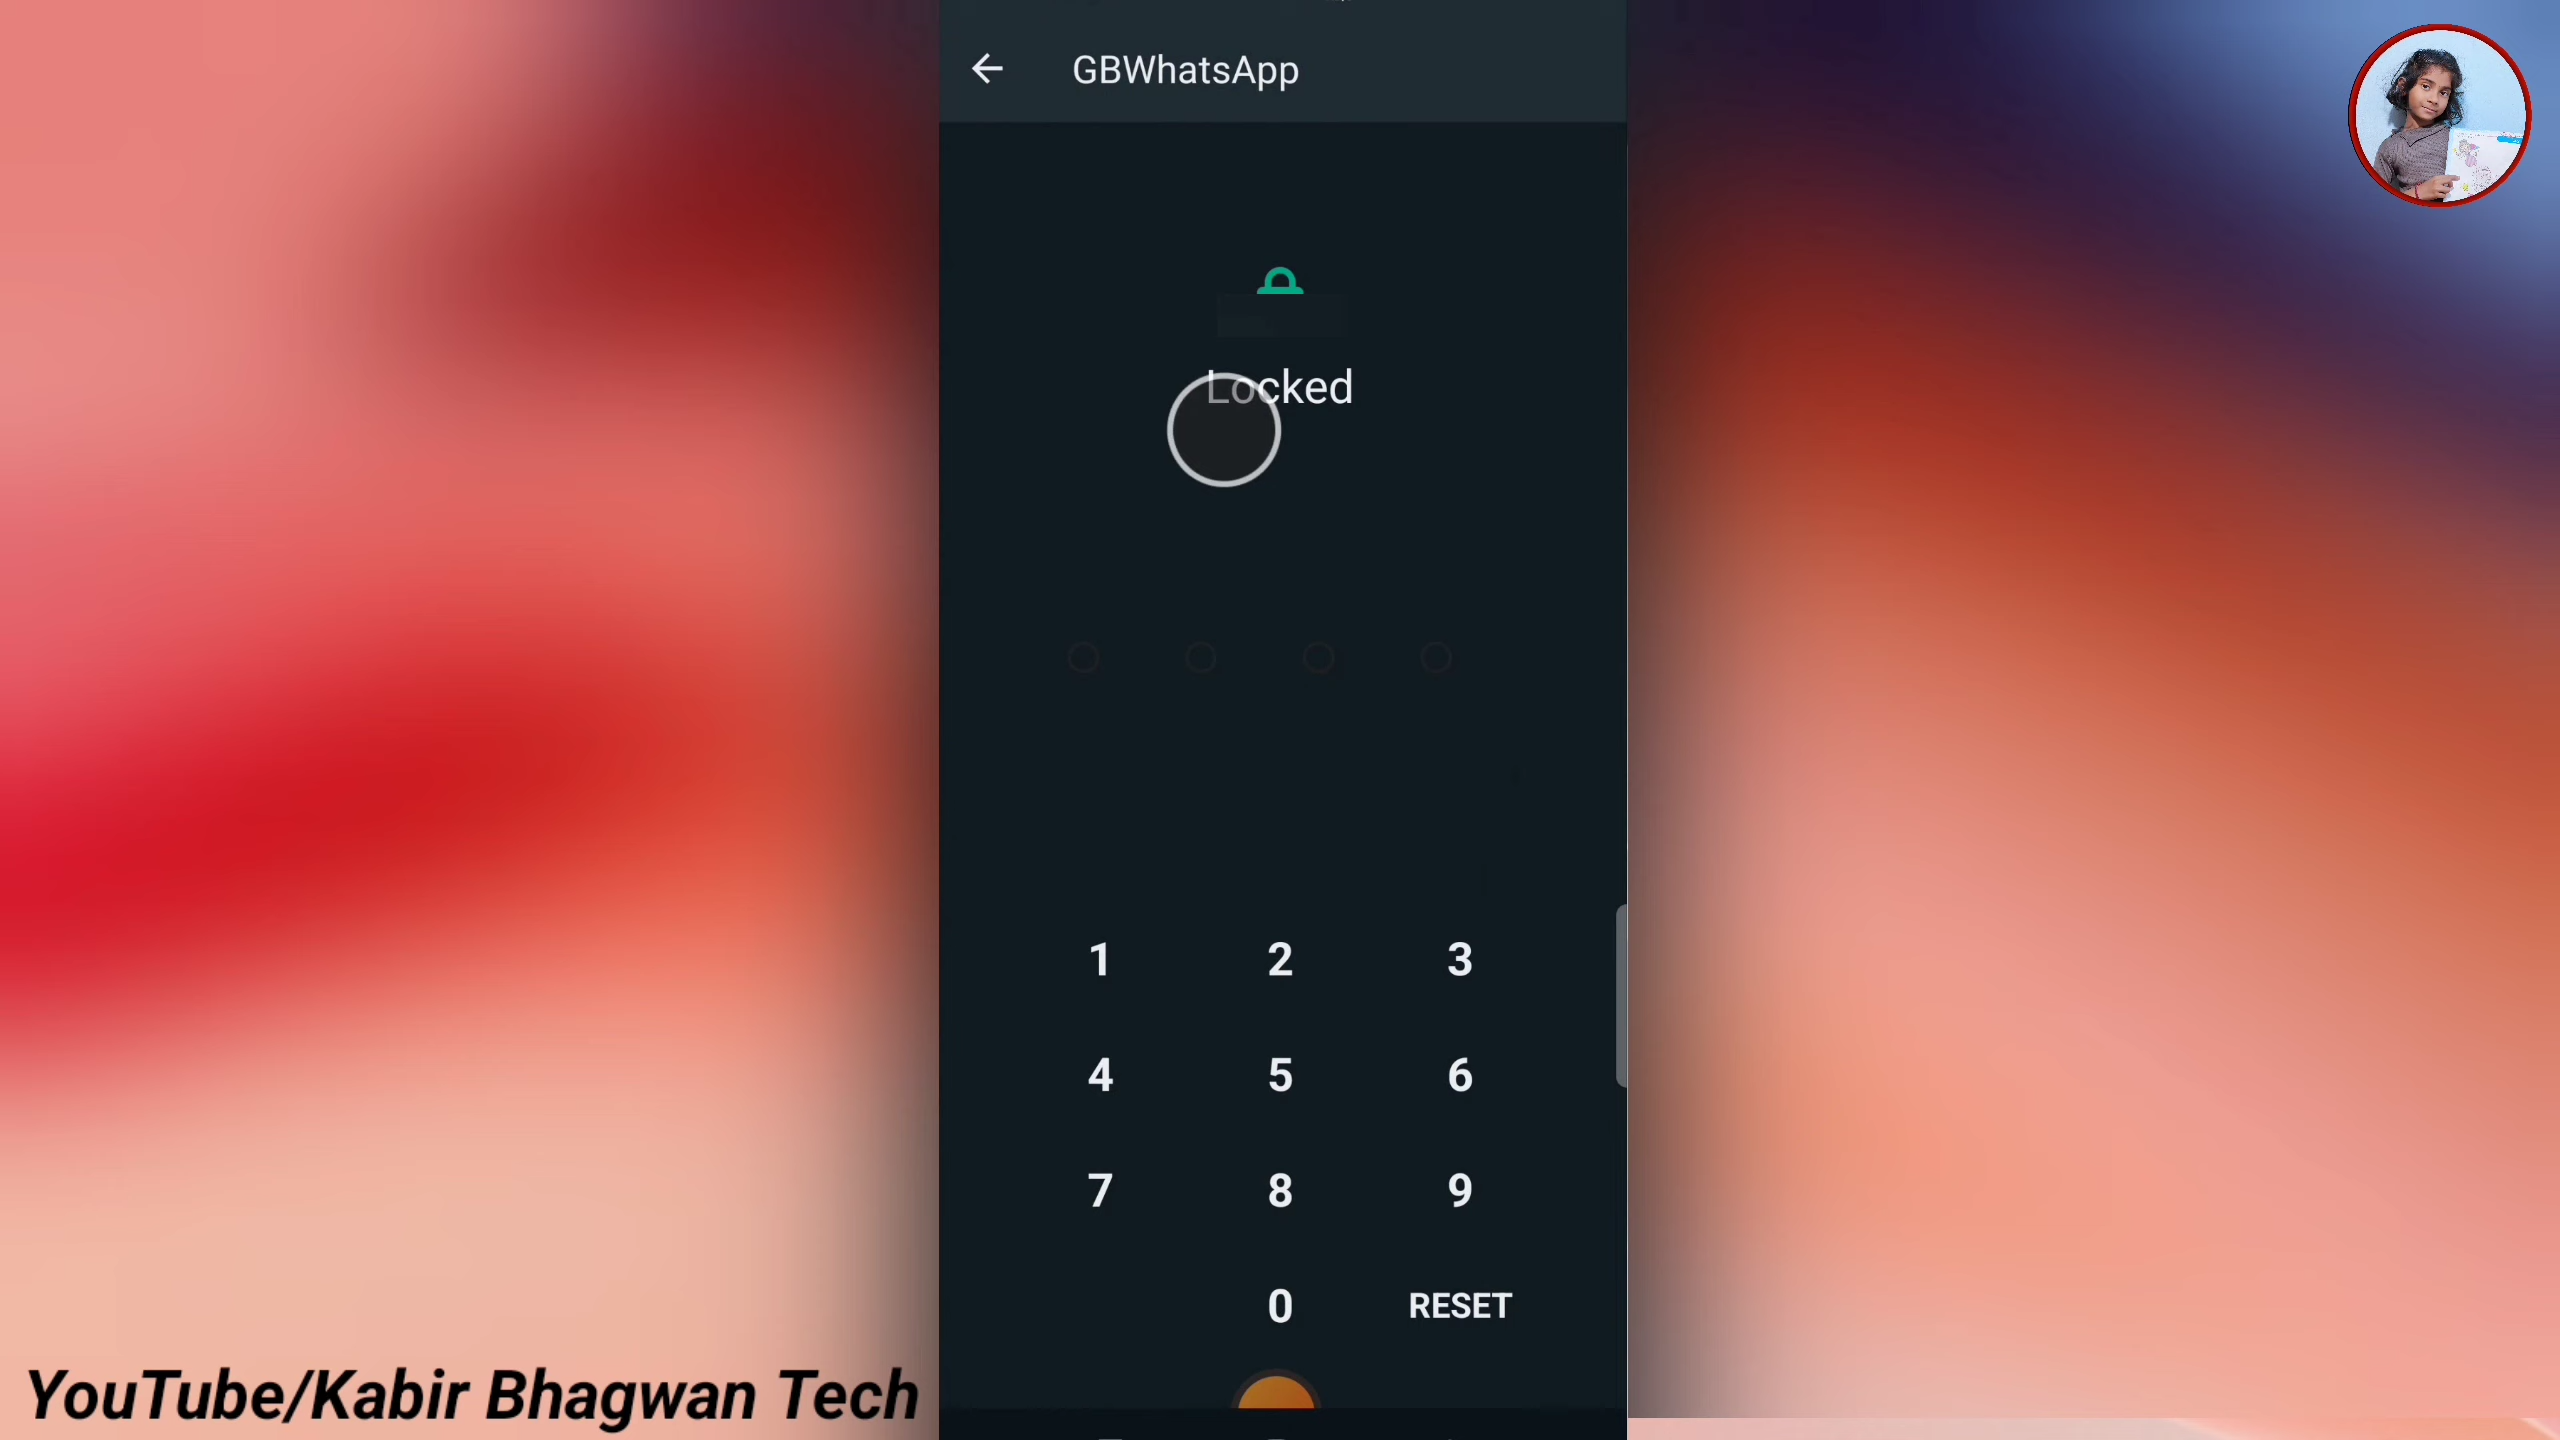 GBWhatsApp
Locked
1 2 3
4 5 6
7 8 9
0 RESET
YouTube/Kabir Bhagwan Tech